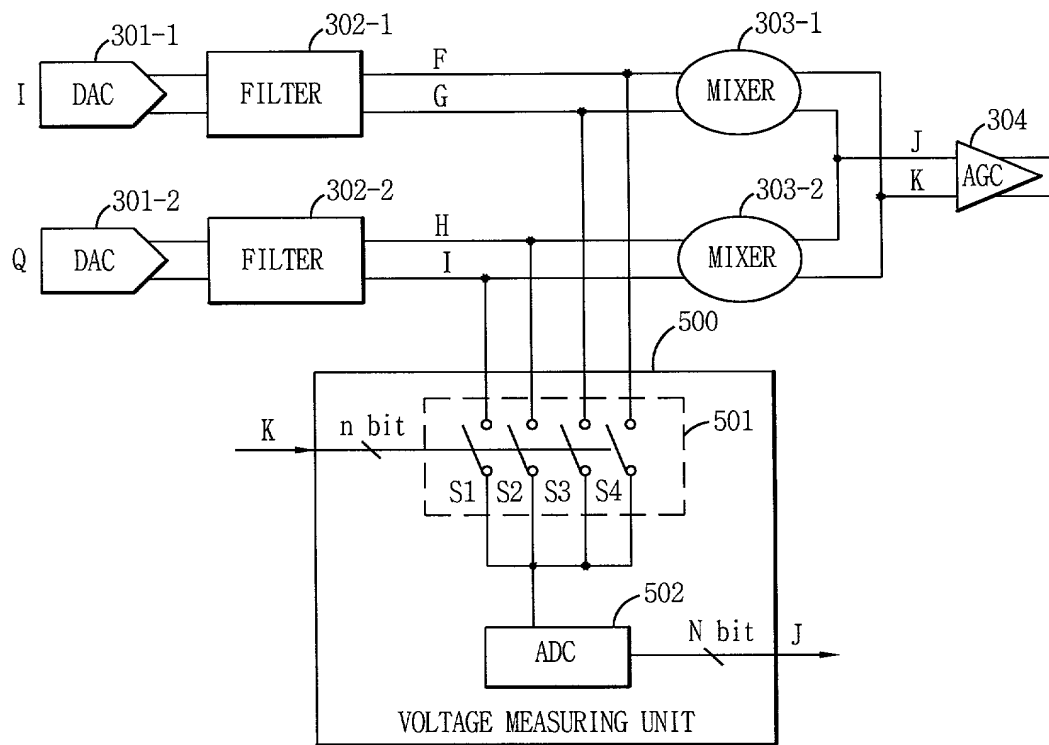 301-1
302-1
303-1
I
DAC
FILTER
F
G
MIXER
304
J
K
AGC
301-2
302-2
303-2
Q
DAC
FILTER
H
I
MIXER
500
501
K
n bit
S1
S2
S3
S4
502
ADC
N bit
J
VOLTAGE MEASURING UNIT